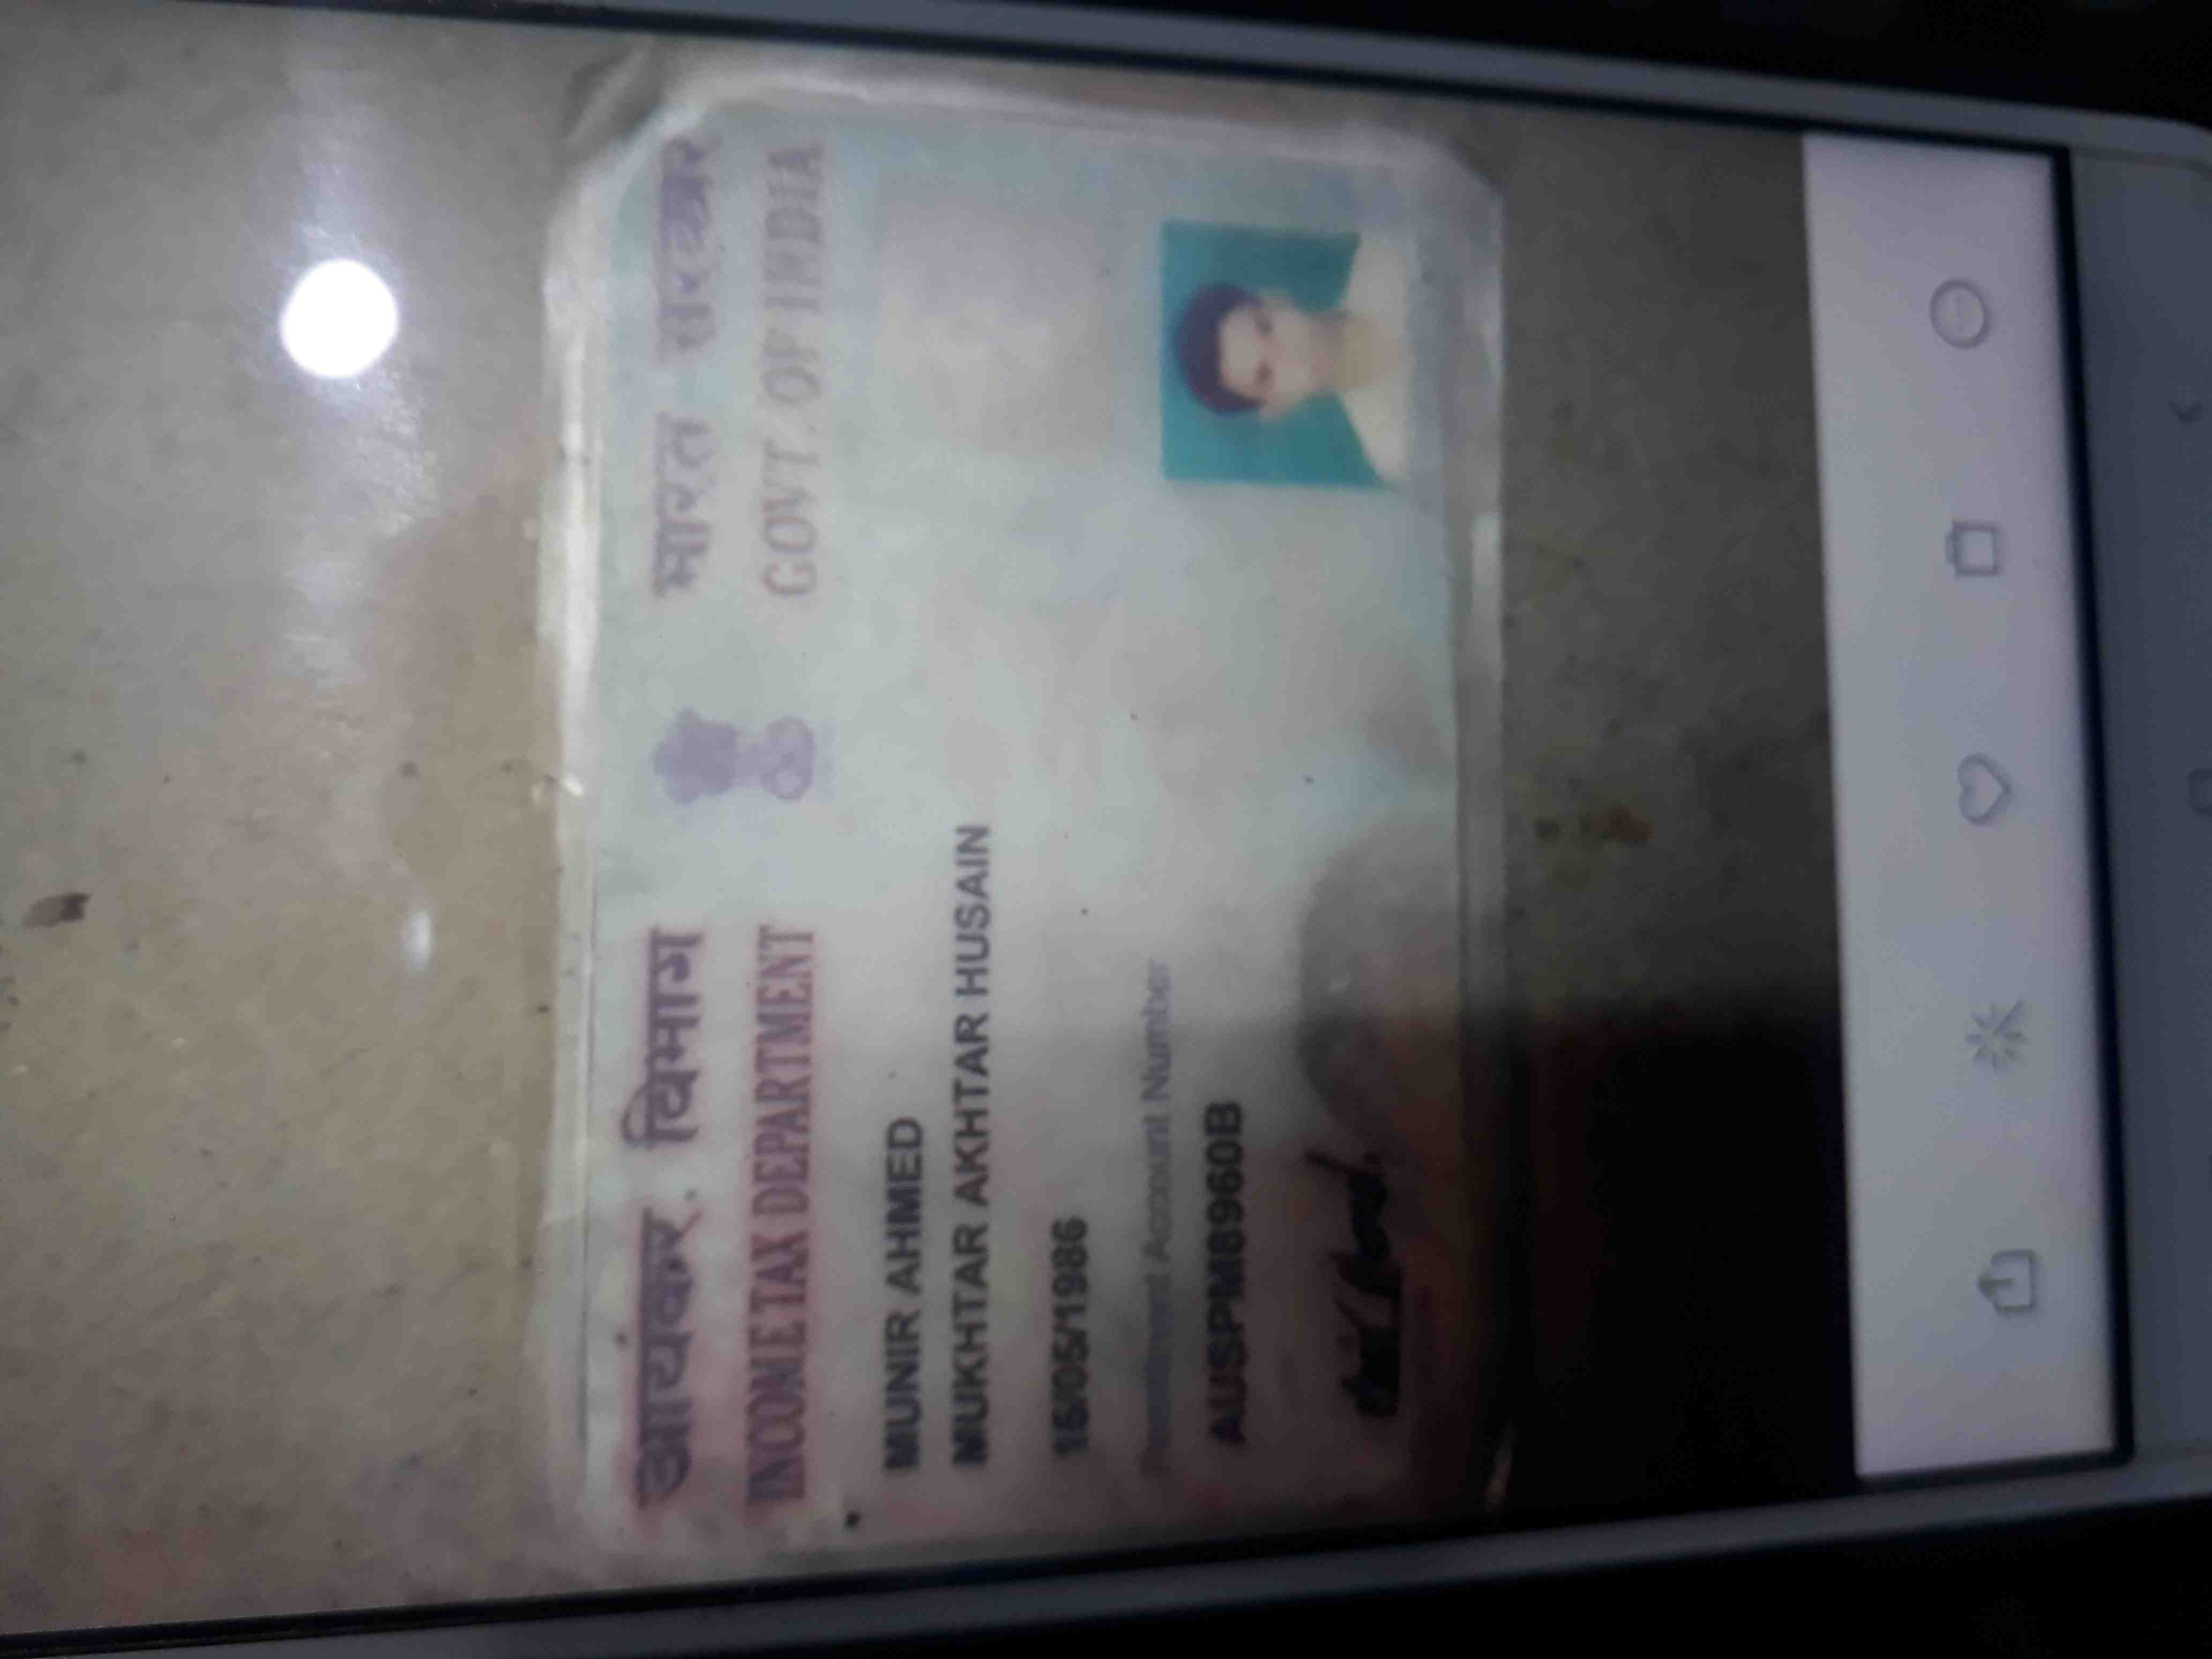 आयकर विभाग
INCOME TAX DEPARTMENT
भारत सरकार
GOVT. OF INDIA
MUNIR AHMED
MUKHTAR AKHTAR HUSAIN
16/05/1986
Permanent Account Number
AUSPM8960B